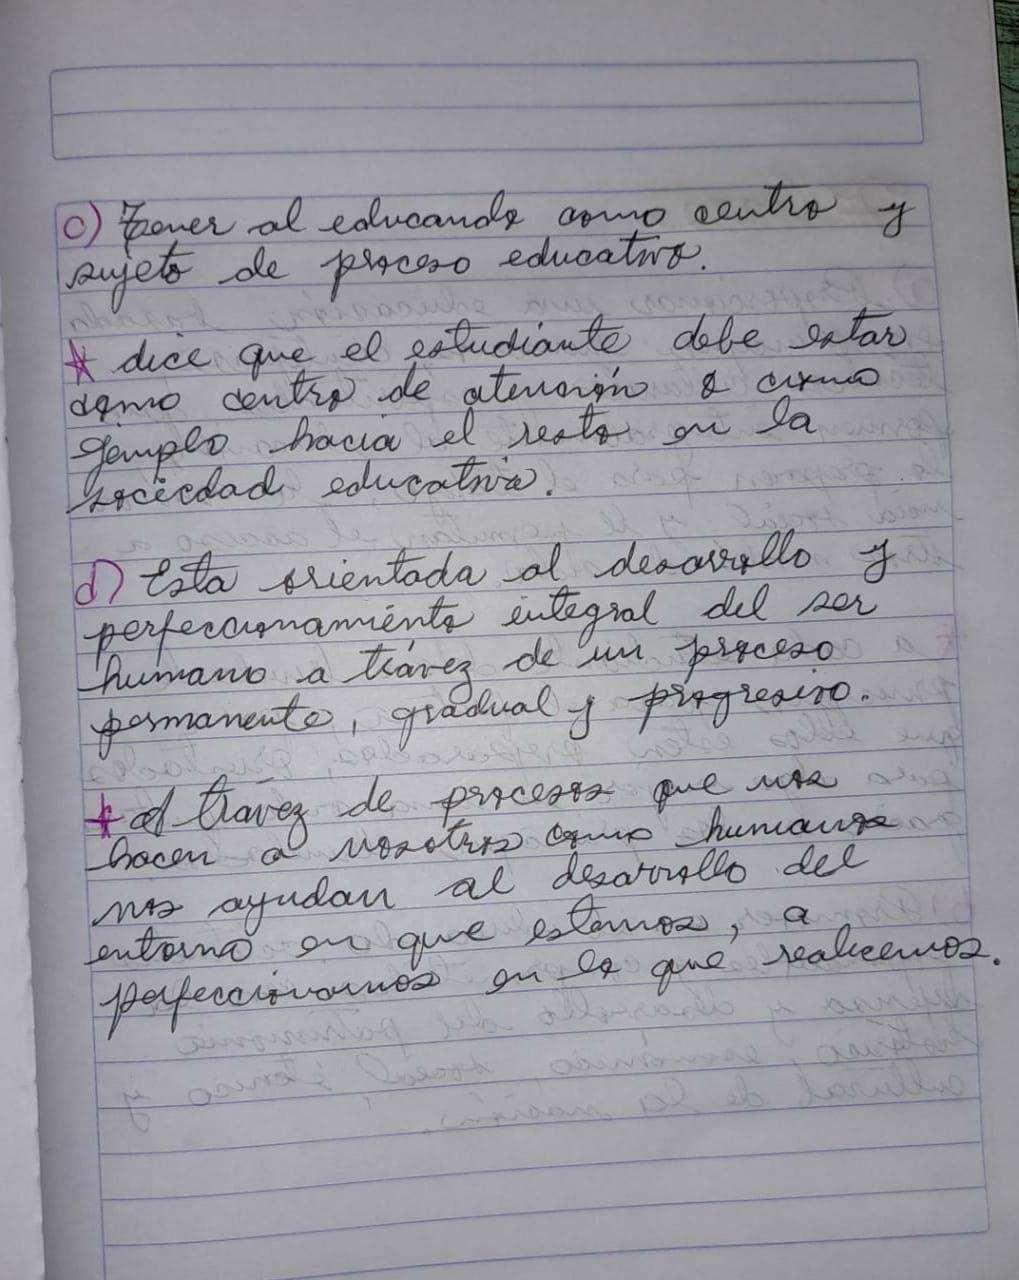 c) Tener al educando como centro y
sujeto de proceso educativo.
* dice que el estudiante debe estar
como centro de atención o como
ejemplo hacia el resto en la
sociedad educativa.
d) Esta orientada al desarrollo y
perfeccionamiento integral del ser
humano a trávez de un proceso
permanente, gradual y progresivo.
* al trávez de procesos que nos
hacen a nosotros como humanos
nos ayudan al desarrollo del
entorno en que estamos, a
perfeccionarnos en lo que realicemos.